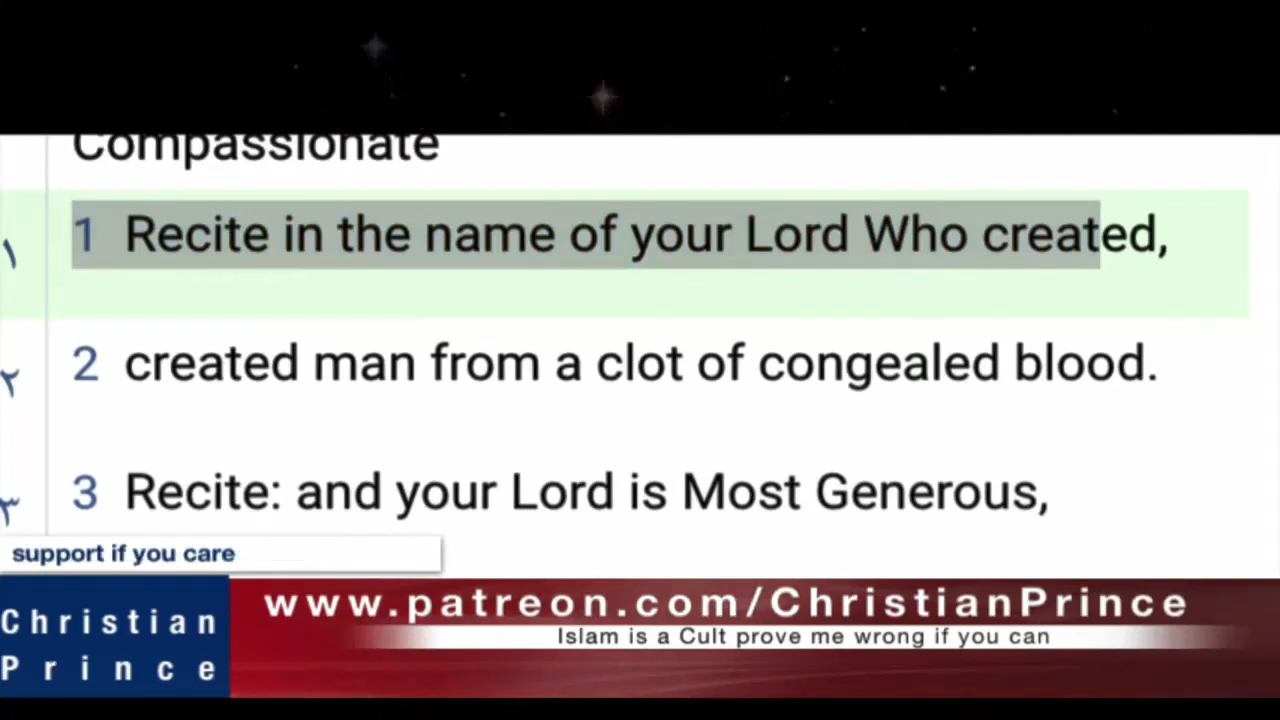 Compassionate
١
1 Recite in the name of your Lord Who created,
٢
2 created man from a clot of congealed blood.
٣
3 Recite: and your Lord is Most Generous,
support if you care
Christian
Prince
www.patreon.com/ChristianPrince
Islam is a Cult prove me wrong if you can